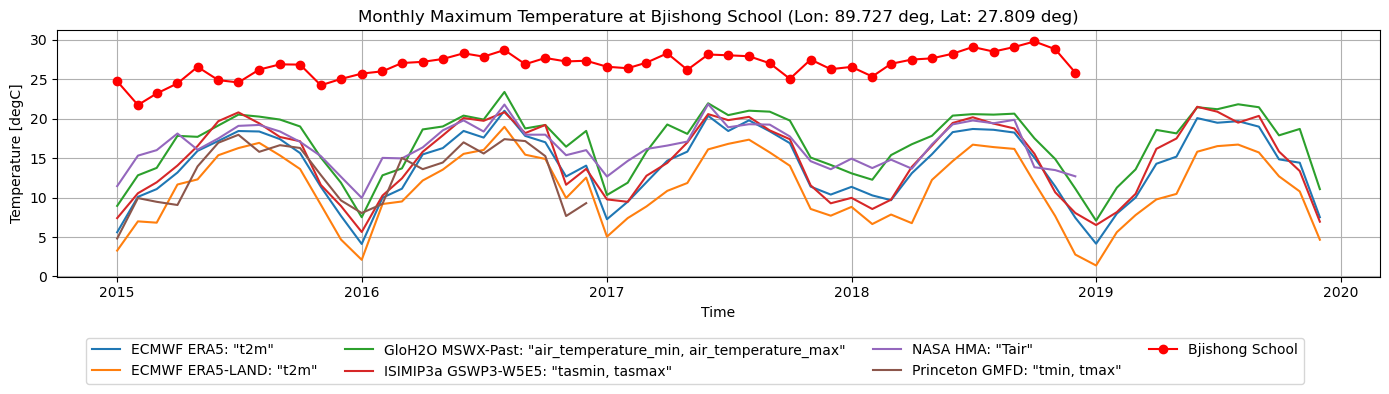 Monthly Maximum Temperature at Bjishong School (Lon: 89.727 deg, Lat: 27.809 deg)
30
25
20
15
10
5
0
Temperature [degC]
2015 2016 2017 2018 2019 2020
Time
ECMWF ERA5: "t2m" GloH2O MSWX-Past: "air_temperature_min, air_temperature_max" NASA HMA: "Tair" Bjishong School
ECMWF ERA5-LAND: "t2m" ISIMIP3a GSWP3-W5E5: "tasmin, tasmax" Princeton GMFD: "tmin, tmax"